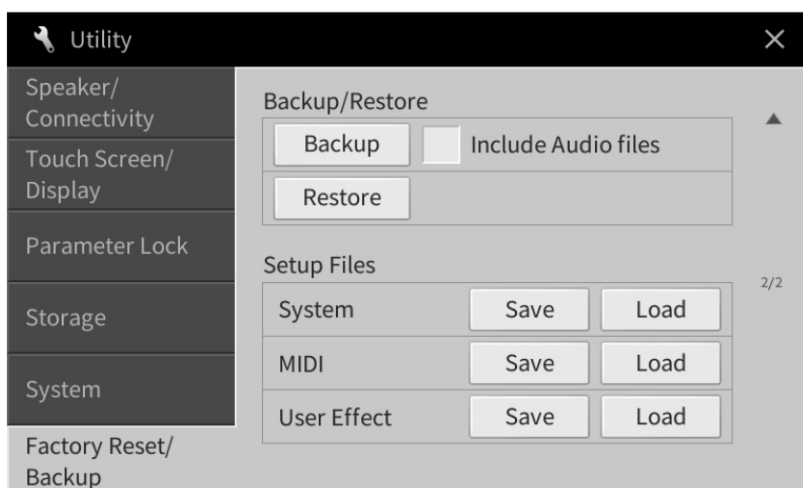 Utility
Speaker/
Connectivity
Touch Screen/
Display
Parameter Lock
Storage
System
Factory Reset/
Backup
Backup/Restore
Backup Include Audio files
Restore
Setup Files
System Save Load
MIDI Save Load
User Effect Save Load
2/2